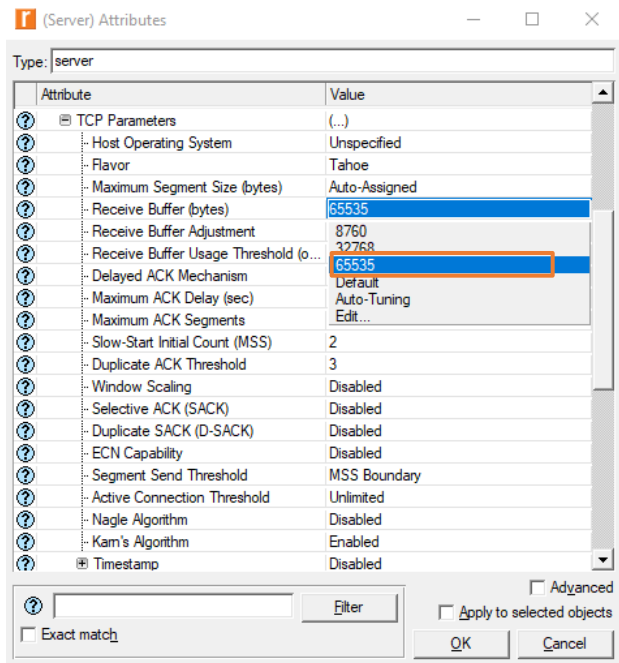 (Server) Attributes
Type: server
Attribute Value
TCP Parameters (...)
Host Operating System Unspecified
Flavor Tahoe
Maximum Segment Size (bytes) Auto-Assigned
Receive Buffer (bytes) 65535
Receive Buffer Adjustment 8760
32768
Receive Buffer Usage Threshold (o... 65535
Delayed ACK Mechanism Default
Maximum ACK Delay (sec) Auto-Tuning
Maximum ACK Segments Edit...
Slow-Start Initial Count (MSS) 2
Duplicate ACK Threshold 3
Window Scaling Disabled
Selective ACK (SACK) Disabled
Duplicate SACK (D-SACK) Disabled
ECN Capability Disabled
Segment Send Threshold MSS Boundary
Active Connection Threshold Unlimited
Nagle Algorithm Disabled
Karn's Algorithm Enabled
Timestamp Disabled
Advanced
Filter
Apply to selected objects
Exact match
OK Cancel